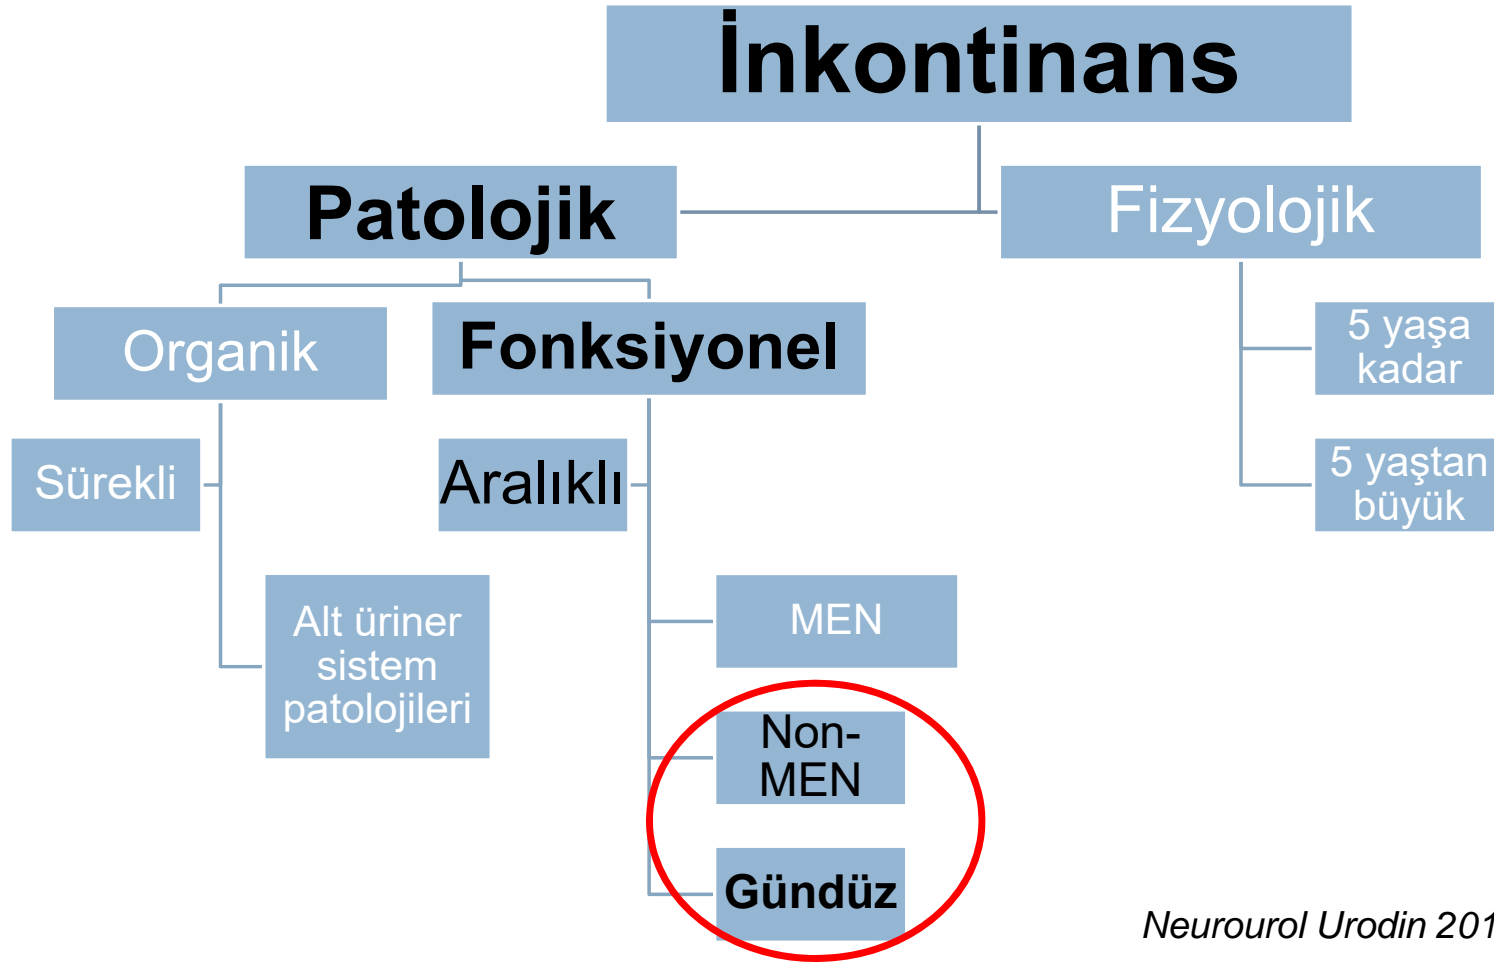 İnkontinans
Patolojik
Fizyolojik
Organik
Fonksiyonel
5 yaşa
kadar
Sürekli
Aralıklı
5 yaştan
büyük
Alt üriner
sistem
patolojileri
MEN
Non-
MEN
Gündüz
Neurourol Urodin 201